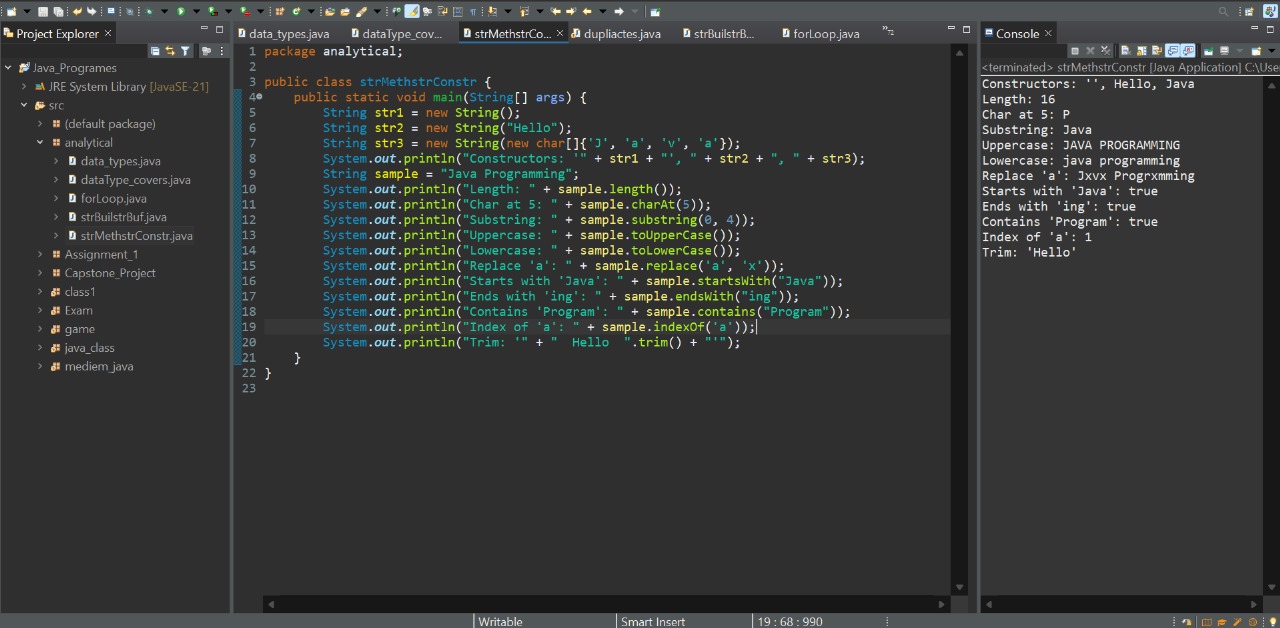 Project Explorer
Java_Programes
JRE System Library [JavaSE-21]
src
(default package)
analytical
data_types.java
dataType_covers.java
forLoop.java
strBuilstrBuf.java
strMethstrConstr.java
Assignment_1
Capstone_Project
class1
Exam
game
java_class
mediem_java
data_types.java dataType_cov... strMethstrCo... dupliactes.java strBuilstrB... forLoop.java
1 package analytical;
2
3 public class strMethstrConstr {
4 public static void main(String[] args) {
5 String str1 = new String();
6 String str2 = new String("Hello");
7 String str3 = new String(new char[]{'J', 'a', 'v', 'a'});
8 System.out.println("Constructors: '" + str1 + "', " + str2 + ", " + str3);
9 String sample = "Java Programming";
10 System.out.println("Length: " + sample.length());
11 System.out.println("Char at 5: " + sample.charAt(5));
12 System.out.println("Substring: " + sample.substring(0, 4));
13 System.out.println("Uppercase: " + sample.toUpperCase());
14 System.out.println("Lowercase: " + sample.toLowerCase());
15 System.out.println("Replace 'a': " + sample.replace('a', 'x'));
16 System.out.println("Starts with 'Java': " + sample.startsWith("Java"));
17 System.out.println("Ends with 'ing': " + sample.endsWith("ing"));
18 System.out.println("Contains 'Program': " + sample.contains("Program"));
19 System.out.println("Index of 'a': " + sample.indexOf('a'));
20 System.out.println("Trim: '" + "  Hello  ".trim() + "'");
21 }
22 }
23
Console
<terminated> strMethstrConstr [Java Application] C:\Use
Constructors: '', Hello, Java
Length: 16
Char at 5: P
Substring: Java
Uppercase: JAVA PROGRAMMING
Lowercase: java programming
Replace 'a': Jxvx Progrxmming
Starts with 'Java': true
Ends with 'ing': true
Contains 'Program': true
Index of 'a': 1
Trim: 'Hello'
Writable Smart Insert 19 : 68 : 990